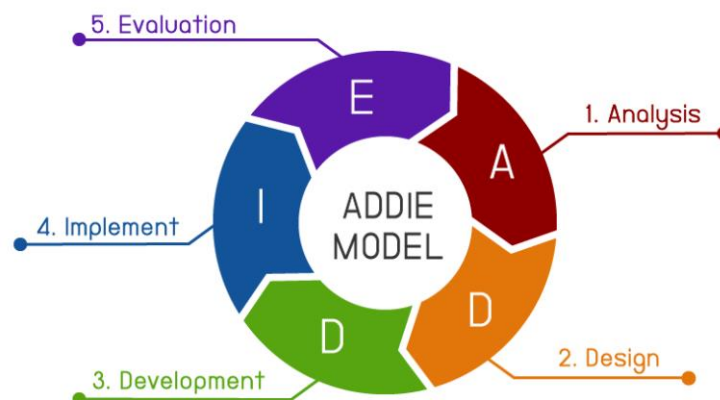 5. Evaluation
1. Analysis
4. Implement
3. Development
2. Design
E
A
I
D
D
ADDIE
MODEL